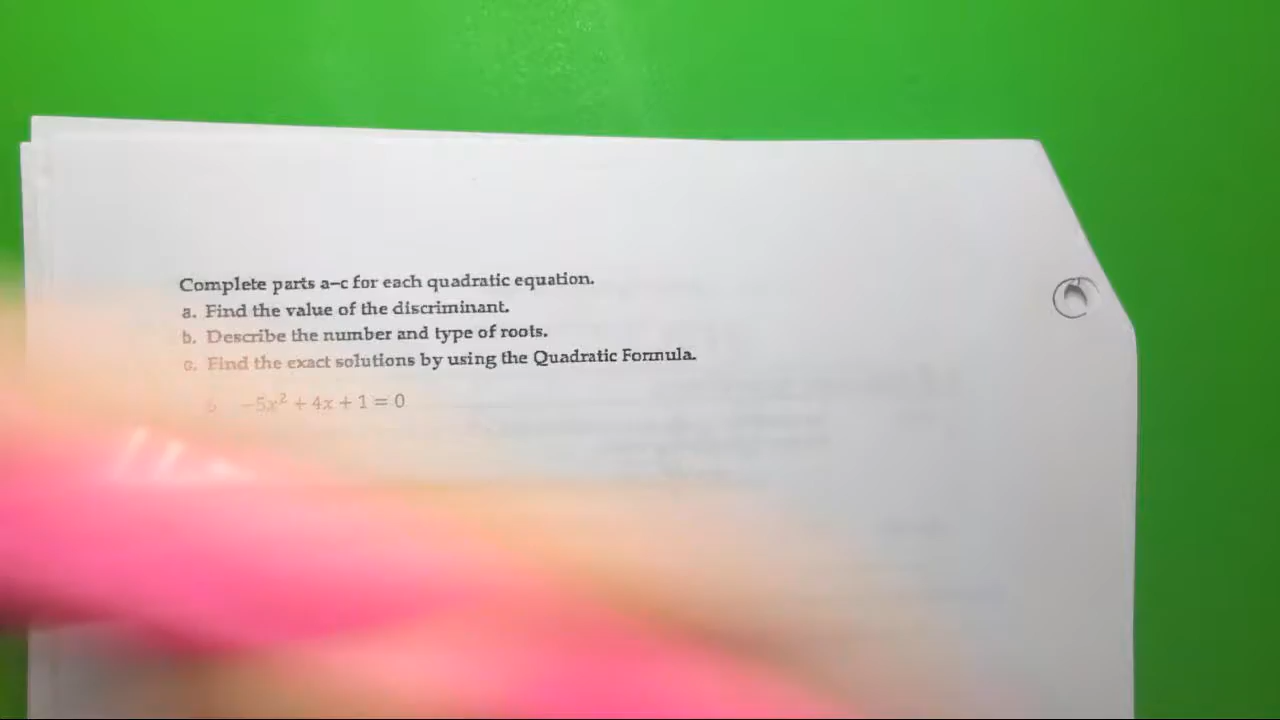 Complete parts a–c for each quadratic equation.
a. Find the value of the discriminant.
b. Describe the number and type of roots.
c. Find the exact solutions by using the Quadratic Formula.
−5x² + 4x + 1 = 0